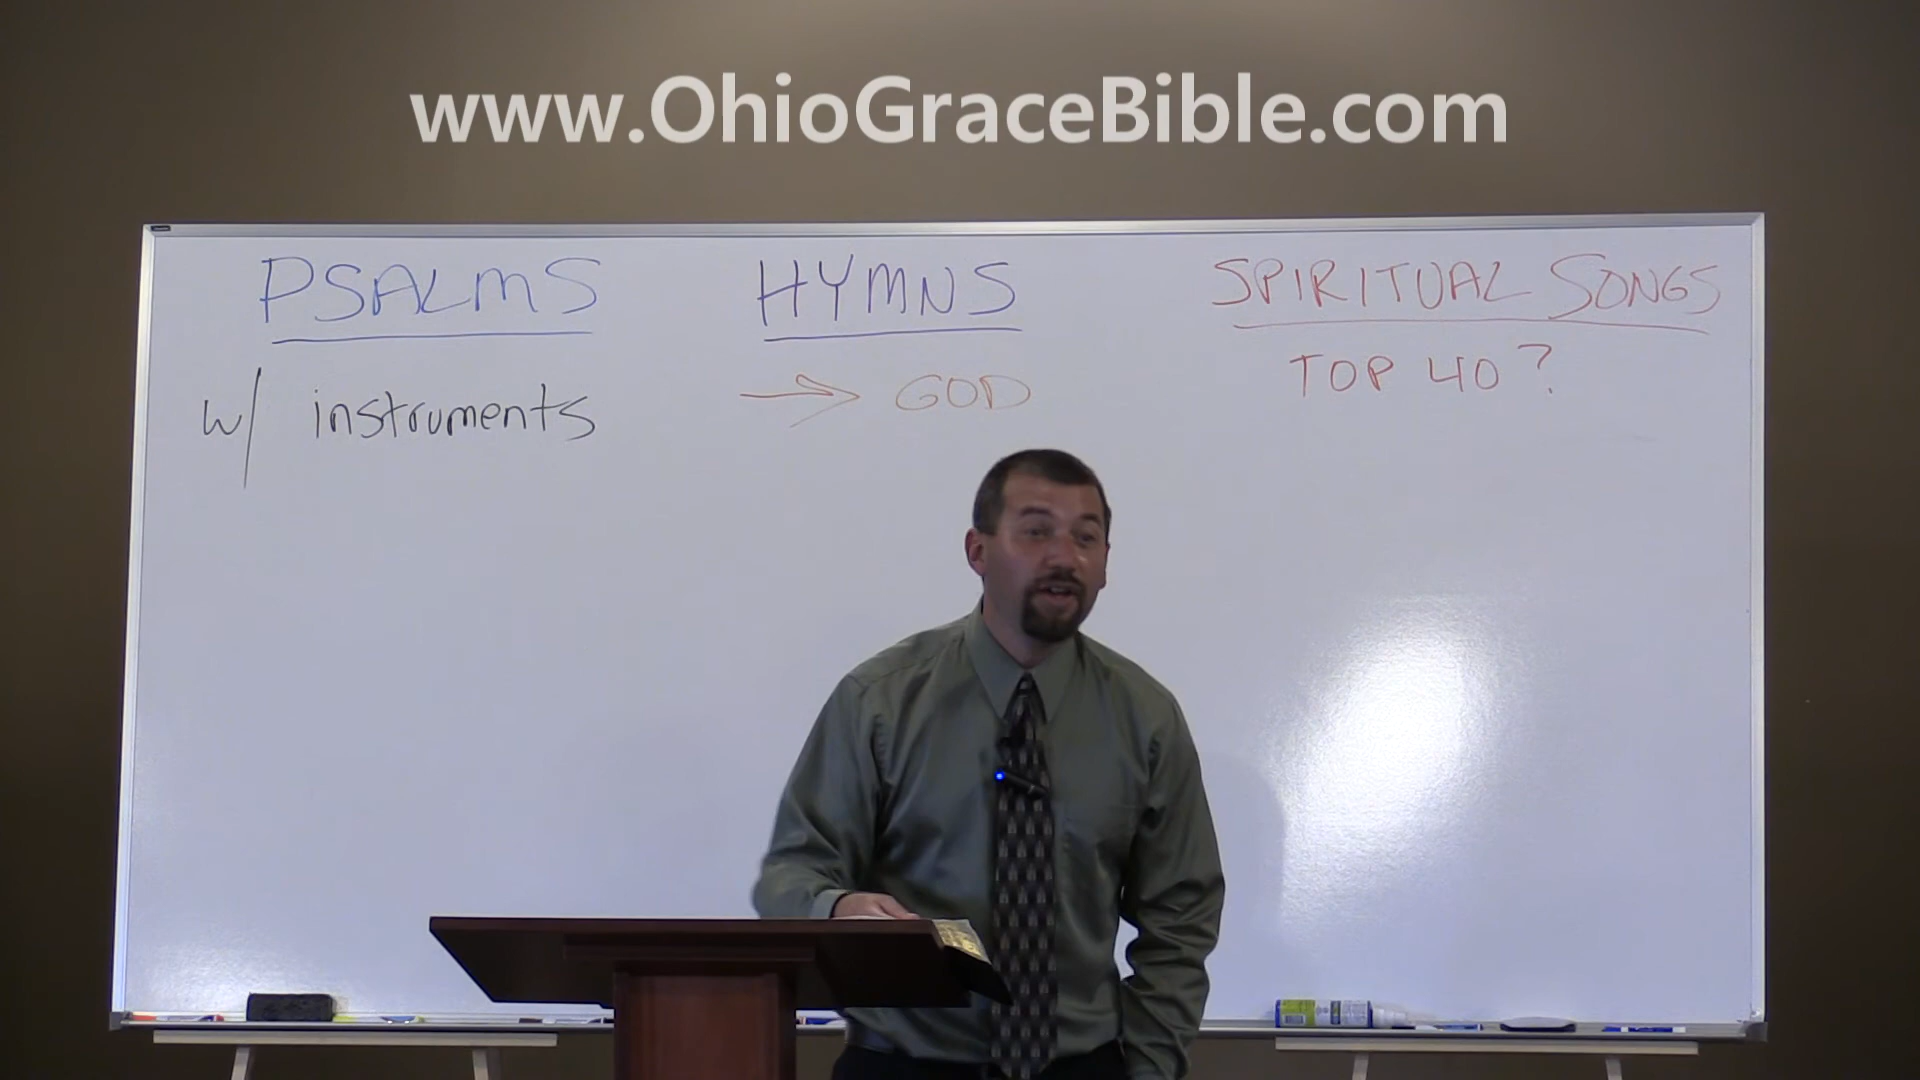 www.OhioGraceBible.com
PSALMS
HYMNS
SPIRITUAL SONGS
w/ instruments
→ GOD
TOP 40?